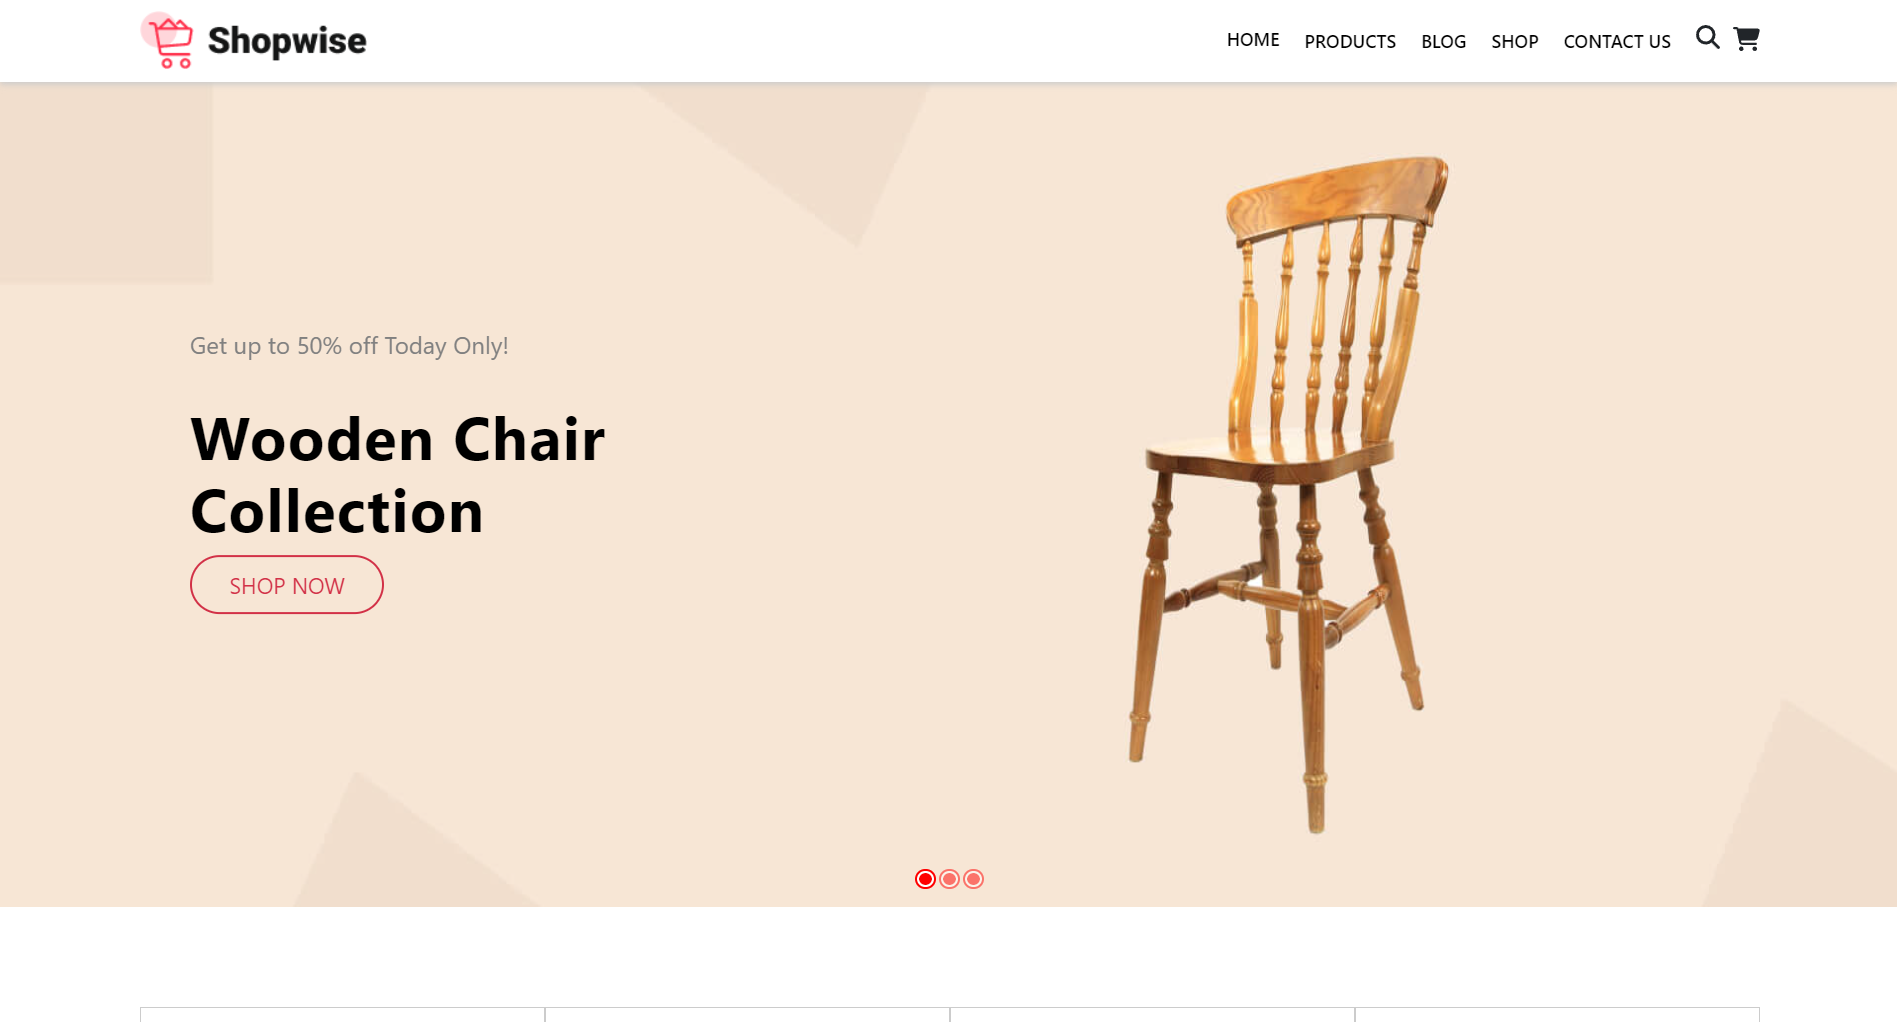 Shopwise
HOME PRODUCTS BLOG SHOP CONTACT US
Get up to 50% off Today Only!
Wooden Chair
Collection
SHOP NOW